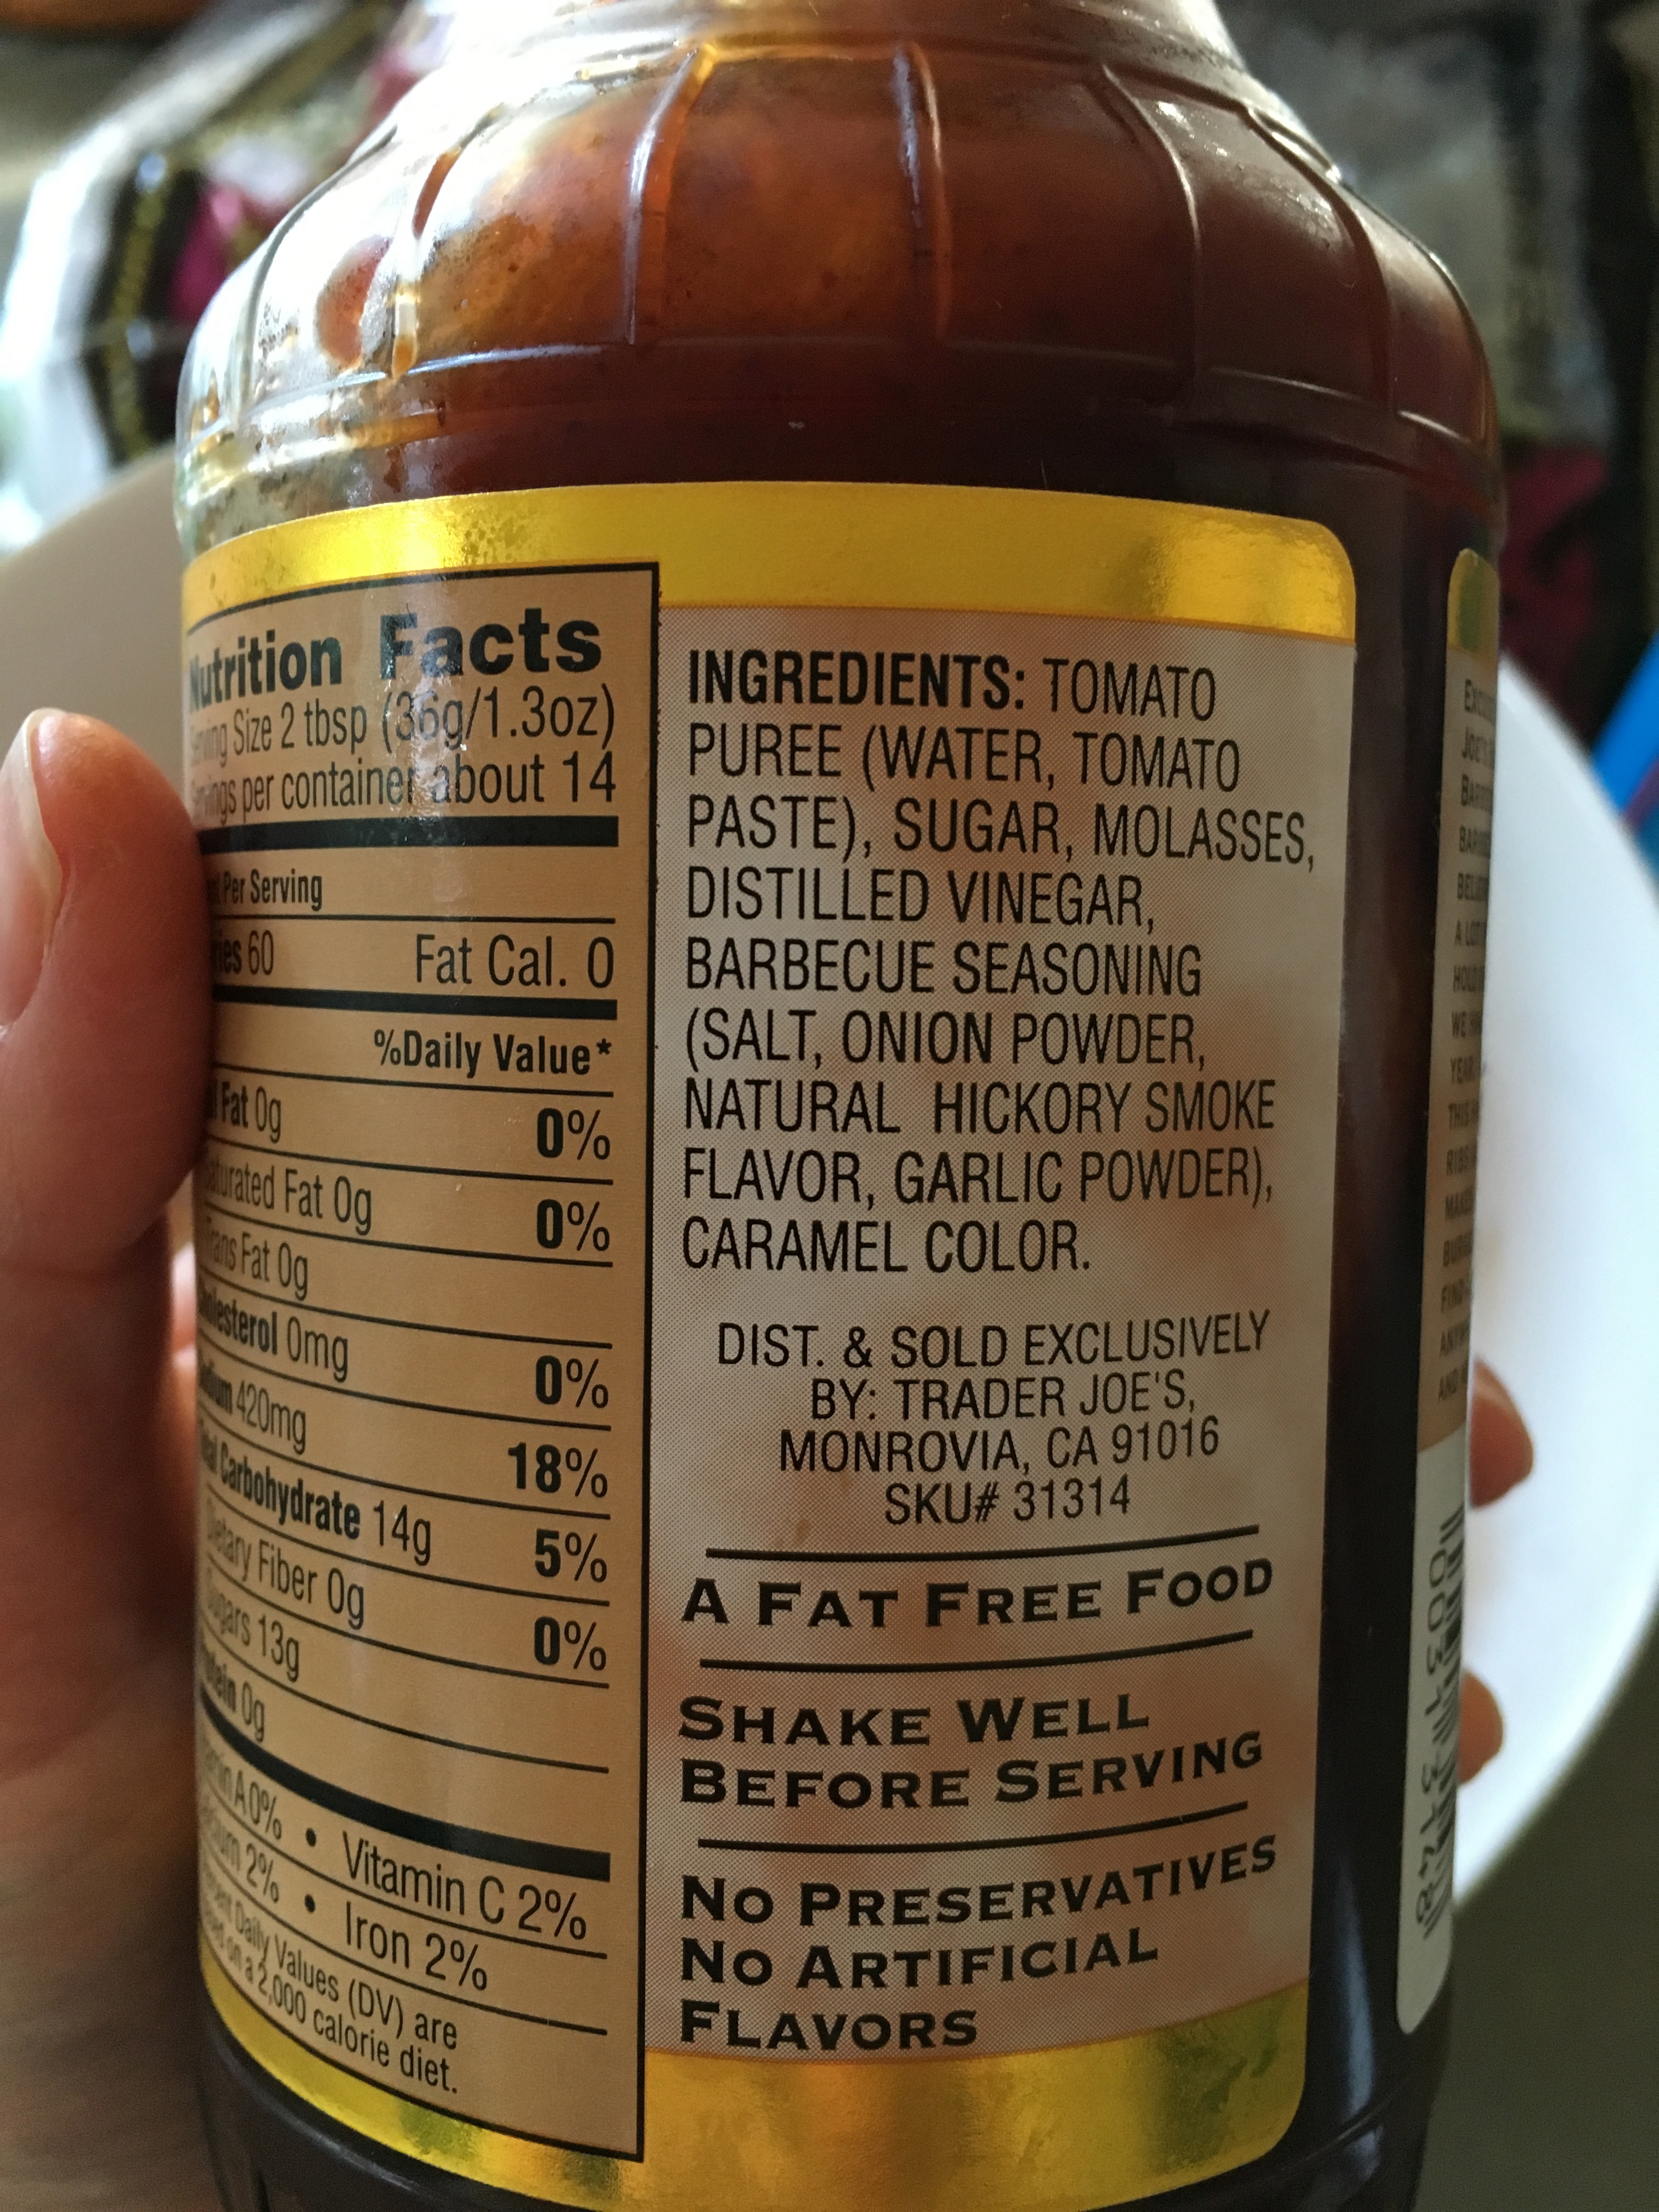 Nutrition Facts
Serving Size 2 tbsp (36g/1.3oz)
Servings per container about 14
Per Serving
60 Fat Cal. 0
%Daily Value*
Fat 0g 0%
Saturated Fat 0g 0%
Trans Fat 0g
Cholesterol 0mg 0%
Sodium 420mg 18%
Total Carbohydrate 14g 5%
Dietary Fiber 0g 0%
Sugars 13g
Protein 0g
Vitamin A 0% • Vitamin C 2%
Calcium 2% • Iron 2%
Percent Daily Values (DV) are
based on a 2,000 calorie diet.
INGREDIENTS: TOMATO
PUREE (WATER, TOMATO
PASTE), SUGAR, MOLASSES,
DISTILLED VINEGAR,
BARBECUE SEASONING
(SALT, ONION POWDER,
NATURAL HICKORY SMOKE
FLAVOR, GARLIC POWDER),
CARAMEL COLOR.
DIST. & SOLD EXCLUSIVELY
BY: TRADER JOE'S,
MONROVIA, CA 91016
SKU# 31314
A FAT FREE FOOD
SHAKE WELL
BEFORE SERVING
NO PRESERVATIVES
NO ARTIFICIAL
FLAVORS